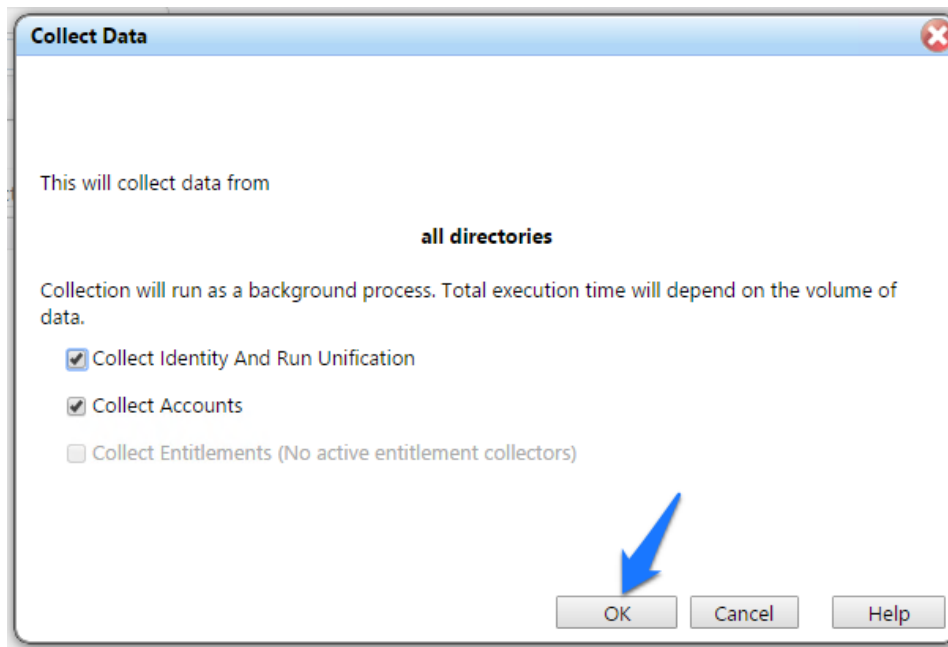 Collect Data
This will collect data from
all directories
Collection will run as a background process. Total execution time will depend on the volume of
data.
Collect Identity And Run Unification
Collect Accounts
Collect Entitlements (No active entitlement collectors)
OK Cancel Help